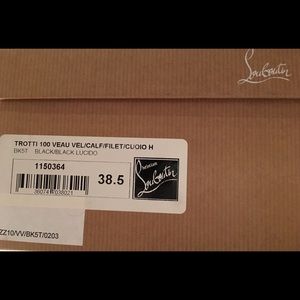 Louboutin
TROTTI 100 VEAU VEL/CALF/FILET/CUOIO H
BK5T BLACK/BLACK LUCIDO
1150364
38.5
Christian
Louboutin
ZZ10/VV/BK5T/0203